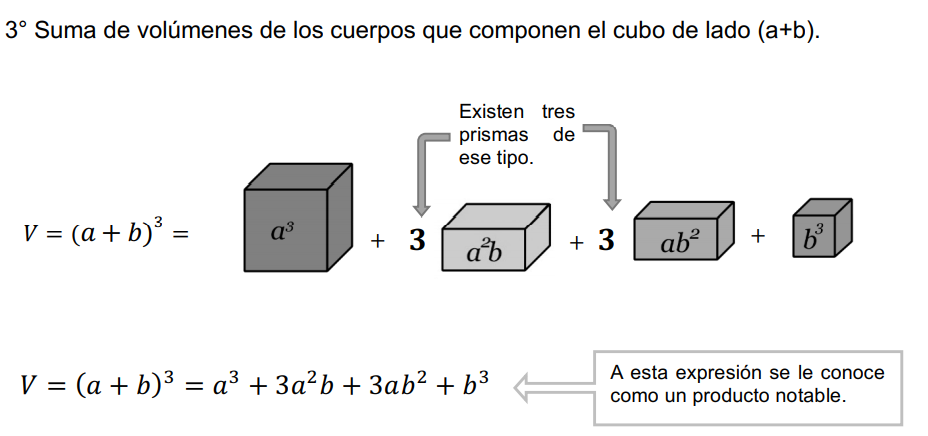 3° Suma de volúmenes de los cuerpos que componen el cubo de lado (a+b).
Existen tres
prismas de
ese tipo.
V = (a + b)³ = a³ + 3 a²b + 3 ab² + b³
V = (a + b)³ = a³ + 3a²b + 3ab² + b³
A esta expresión se le conoce
como un producto notable.